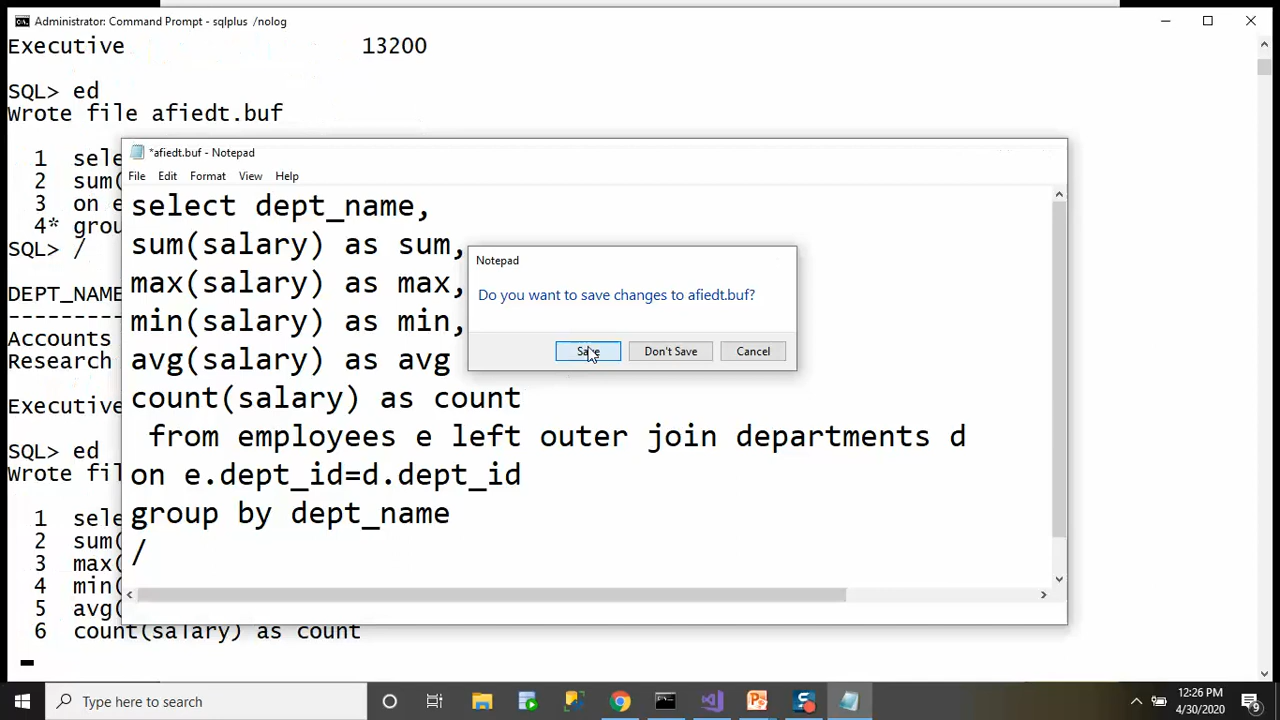 Administrator: Command Prompt - sqlplus /nolog
Executive 13200
SQL> ed
Wrote file afiedt.buf
1 sele
2 sum(
3 on e
4* grou
SQL> /
DEPT_NAME
----------
Accounts
Research
Executive
SQL> ed
Wrote fil
1 sele
2 sum(
3 max(
4 min(
5 avg(
6 count(salary) as count
*afiedt.buf - Notepad
File Edit Format View Help
select dept_name,
sum(salary) as sum,
max(salary) as max,
min(salary) as min,
avg(salary) as avg
count(salary) as count
from employees e left outer join departments d
on e.dept_id=d.dept_id
group by dept_name
/
Notepad
Do you want to save changes to afiedt.buf?
Save Don't Save Cancel
Type here to search
12:26 PM
4/30/2020
9